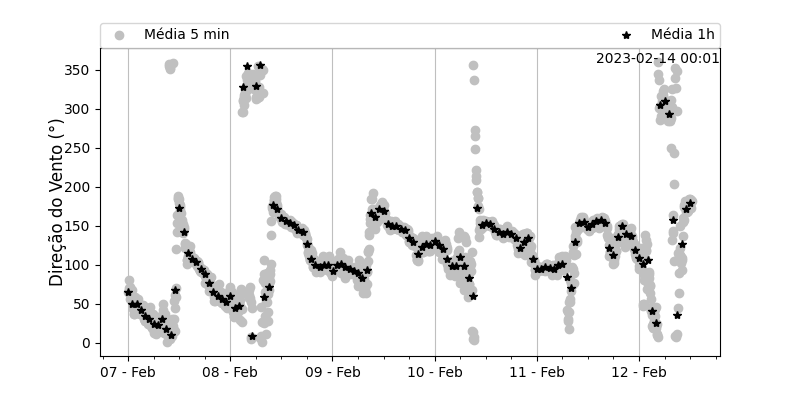 Média 5 min
Média 1h
2023-02-14 00:01
Direção do Vento (°)
350
300
250
200
150
100
50
0
07 - Feb
08 - Feb
09 - Feb
10 - Feb
11 - Feb
12 - Feb